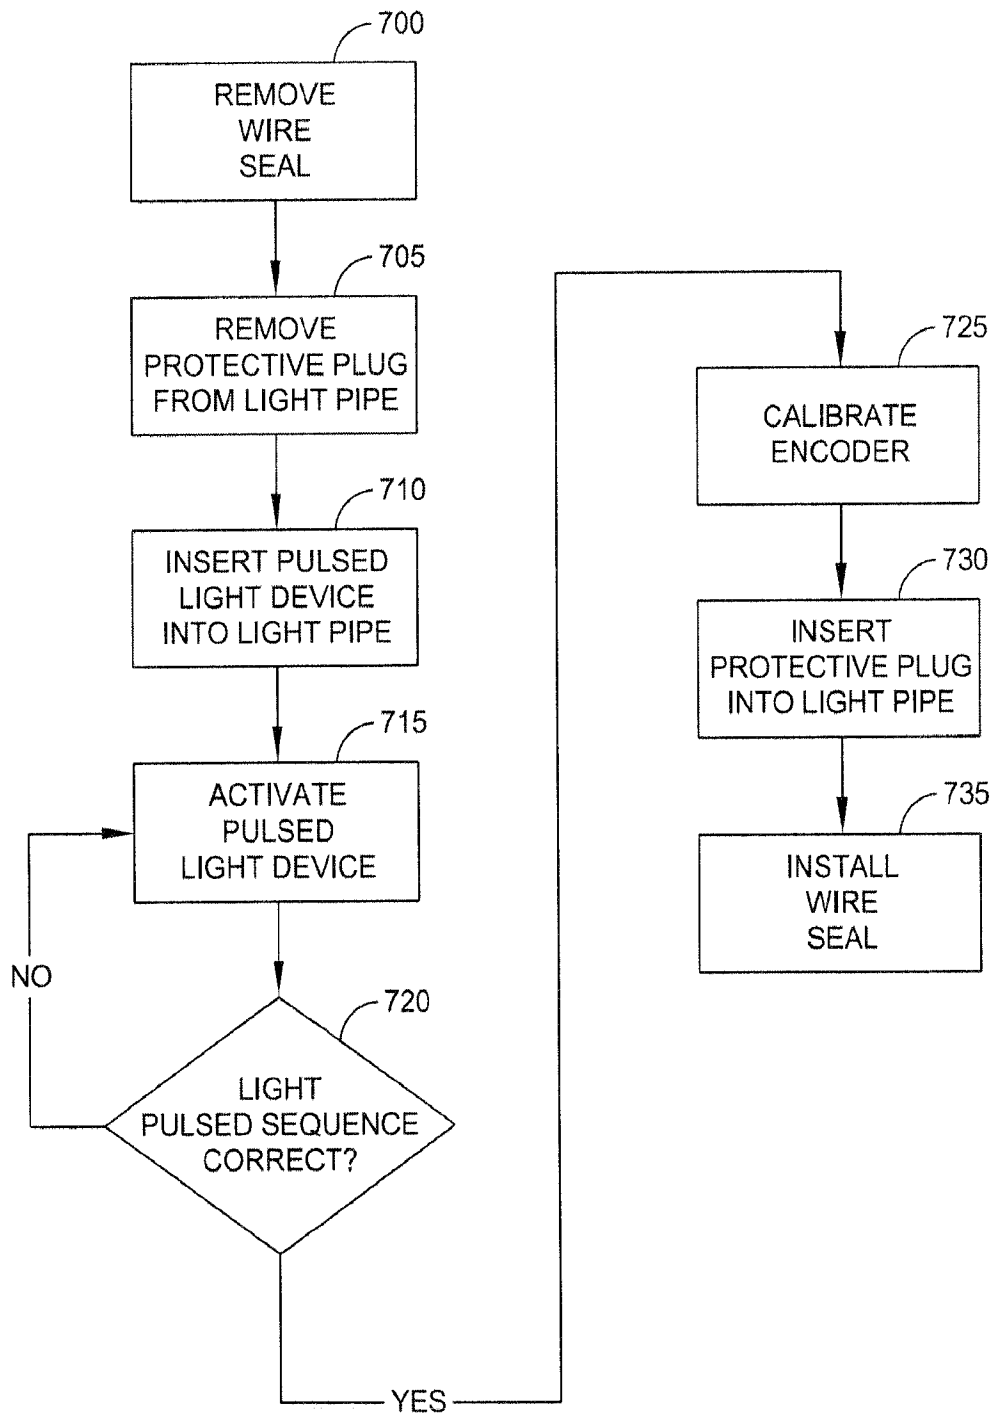 700
REMOVE
WIRE
SEAL
705
REMOVE
PROTECTIVE PLUG
FROM LIGHT PIPE
710
INSERT PULSED
LIGHT DEVICE
INTO LIGHT PIPE
715
ACTIVATE
PULSED
LIGHT DEVICE
NO
720
LIGHT
PULSED SEQUENCE
CORRECT?
YES
725
CALIBRATE
ENCODER
730
INSERT
PROTECTIVE PLUG
INTO LIGHT PIPE
735
INSTALL
WIRE
SEAL